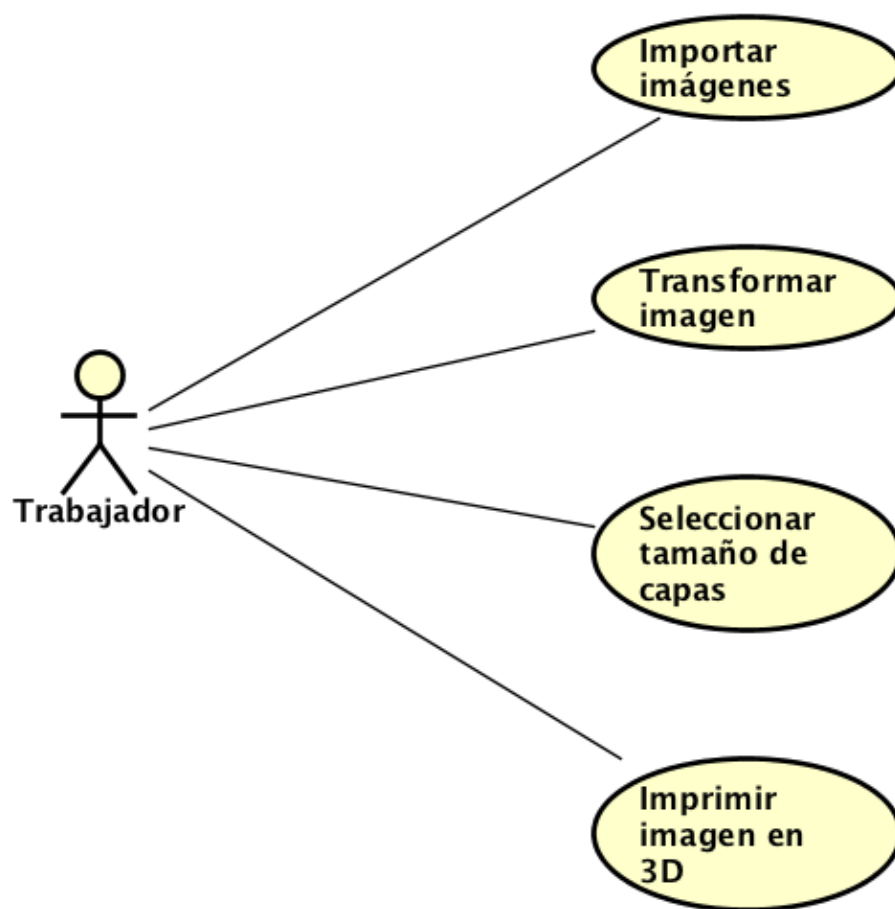 Importar
imágenes
Transformar
imagen
Trabajador
Seleccionar
tamaño de
capas
Imprimir
imagen en
3D